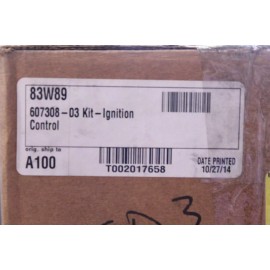 83W89
607308-03 Kit-Ignition
Control
orig. ship to
A100
T002017658
DATE PRINTED
10/27/14